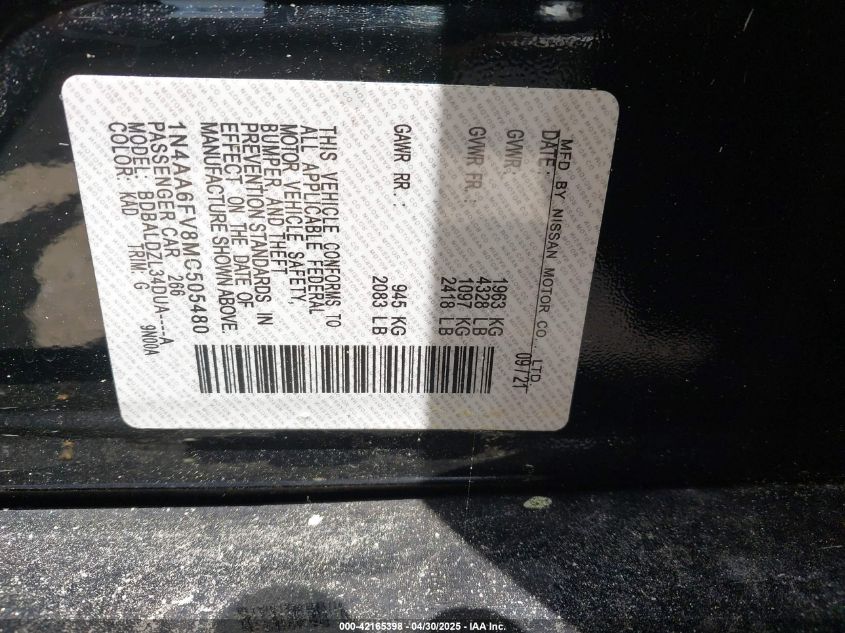 MFD BY NISSAN MOTOR CO., LTD.
DATE: 09/21
GVWR: 1963 KG
4328 LB
GVWR FR : 1097 KG
2418 LB
GAWR RR : 945 KG
2083 LB
THIS VEHICLE CONFORMS TO
ALL APPLICABLE FEDERAL
MOTOR VEHICLE SAFETY,
BUMPER AND THEFT
PREVENTION STANDARDS IN
EFFECT ON THE DATE OF
MANUFACTURE SHOWN ABOVE.
1N4AA6FV8MC505480
PASSENGER CAR 266
MODEL: BDBALDZL34DUA---A
COLOR: KAD TRIM: G 9N00A
000-42165398 - 04/30/2025 - IAA Inc.